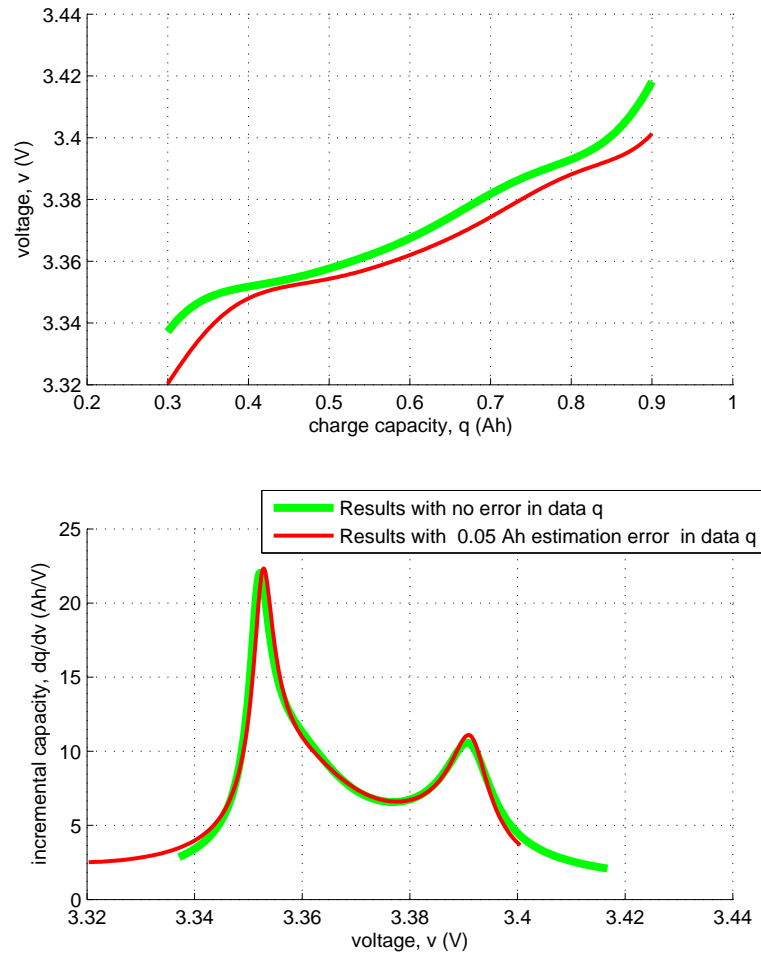 3.44
3.42
3.4
3.38
3.36
3.34
3.32
voltage, v (V)
0.2 0.3 0.4 0.5 0.6 0.7 0.8 0.9 1
charge capacity, q (Ah)
Results with no error in data q
Results with 0.05 Ah estimation error in data q
25
20
15
10
5
0
incremental capacity, dq/dv (Ah/V)
3.32 3.34 3.36 3.38 3.4 3.42 3.44
voltage, v (V)